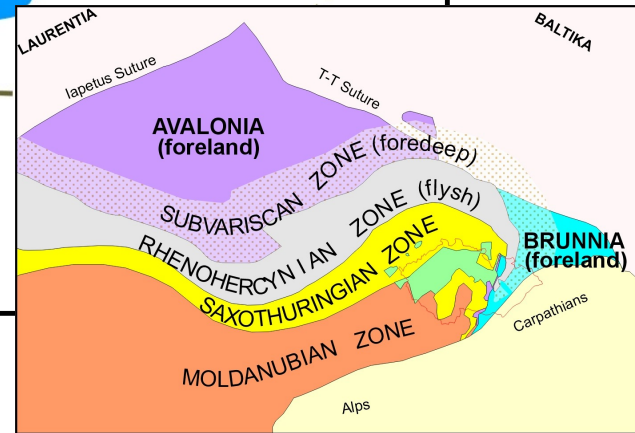 LAURENTIA
BALTIKA
Iapetus Suture
T-T Suture
AVALONIA
(foreland)
SUBVARISCAN ZONE (foredeep)
RHENOHERCYNIAN ZONE (flysh)
SAXOTHURINGIAN ZONE
BRUNNIA
(foreland)
MOLDANUBIAN ZONE
Carpathians
Alps